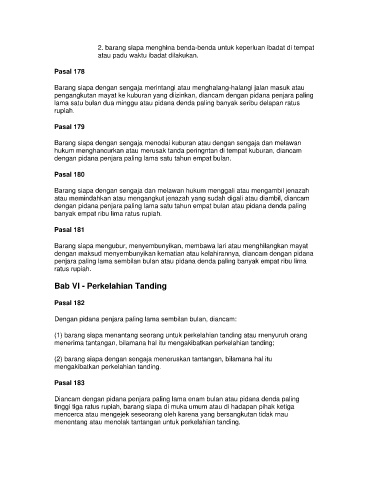 2. barang siapa menghina benda-benda untuk keperluan ibadat di tempat
atau padu waktu ibadat dilakukan.
Pasal 178
Barang siapa dengan sengaja merintangi atau menghalang-halangi jalan masuk atau
pengangkutan mayat ke kuburan yang diizinkan, diancam dengan pidana penjara paling
lama satu bulan dua minggu atau pidana denda paling banyak seribu delapan ratus
rupiah.
Pasal 179
Barang siapa dengan sengaja menodai kuburan atau dengan sengaja dan melawan
hukum menghancurkan atau merusak tanda peringntan di tempat kuburan, diancam
dengan pidana penjara paling lama satu tahun empat bulan.
Pasal 180
Barang siapa dengan sengaja dan melawan hukum menggali atau mengambil jenazah
atau memindahkan atau mengangkut jenazah yang sudah digali atau diambil, diancam
dengan pidana penjara paling lama satu tahun empat bulan atau pidana denda paling
banyak empat ribu lima ratus rupiah.
Pasal 181
Barang siapa mengubur, menyembunyikan, membawa lari atau menghilangkan mayat
dengan maksud menyembunyikan kematian atau kelahirannya, diancam dengan pidana
penjara paling lama sembilan bulan atau pidana denda paling banyak empat ribu lima
ratus rupiah.
Bab VI - Perkelahian Tanding
Pasal 182
Dengan pidana penjara paling lama sembilan bulan, diancam:
(1) barang siapa menantang seorang untuk perkelahian tanding atau menyuruh orang
menerima tantangan, bilamana hal itu mengakibatkan perkelahian tanding;
(2) barang siapa dengan sengaja meneruskan tantangan, bilamana hal itu
mengakibatkan perkelahian tanding.
Pasal 183
Diancam dengan pidana penjara paling lama enam bulan atau pidana denda paling
tinggi tiga ratus rupiah, barang siapa di muka umum atau di hadapan pihak ketiga
mencerca atau mengejek seseorang oleh karena yang bersangkutan tidak mau
menentang atau menolak tantangan untuk perkelahian tanding.